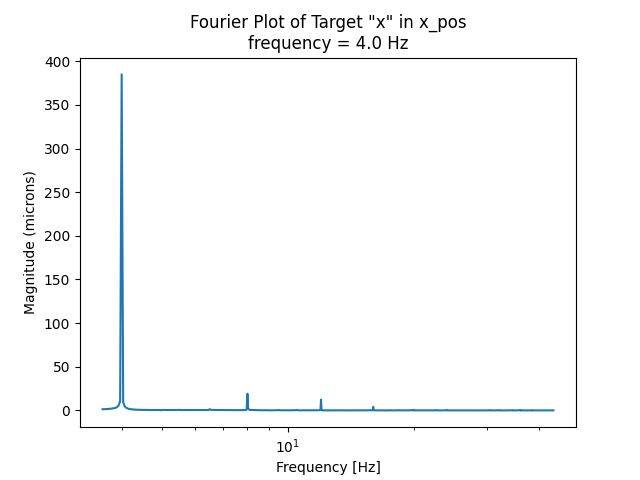 Fourier Plot of Target "x" in x_pos
frequency = 4.0 Hz
400
350
300
250
200
150
100
50
0
Magnitude (microns)
10¹
Frequency [Hz]